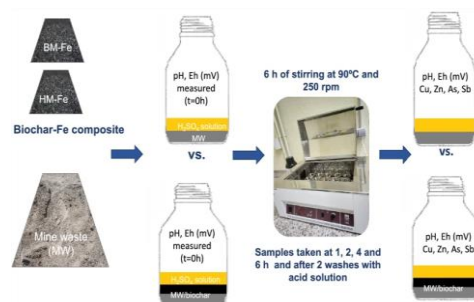 BM-Fe
HM-Fe
Biochar-Fe composite
Mine waste
(MW)
pH, Eh (mV)
measured
(t=0h)
H₂SO₄ solution
MW
vs.
pH, Eh (mV)
measured
(t=0h)
H₂SO₄ solution
MW/biochar
6 h of stirring at 90ºC and
250 rpm
Samples taken at 1, 2, 4 and
6 h and after 2 washes with
acid solution
pH, Eh (mV)
Cu, Zn, As, Sb
MW
vs.
pH, Eh (mV)
Cu, Zn, As, Sb
MW/biochar